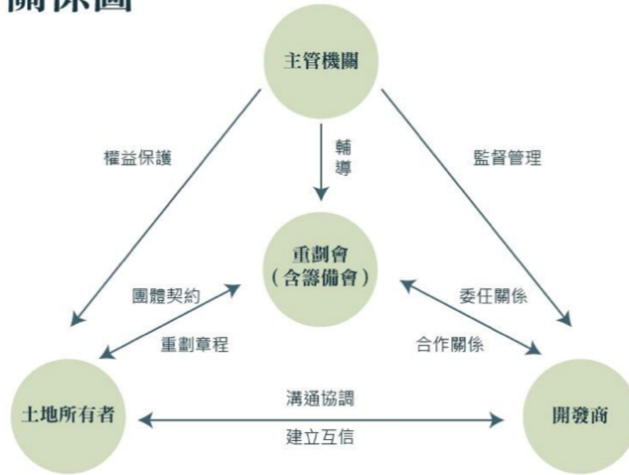 關係圖
主管機關
權益保護
輔
導
監督管理
重劃會
（含籌備會）
團體契約
委任關係
重劃章程
合作關係
土地所有者
溝通協調
開發商
建立互信